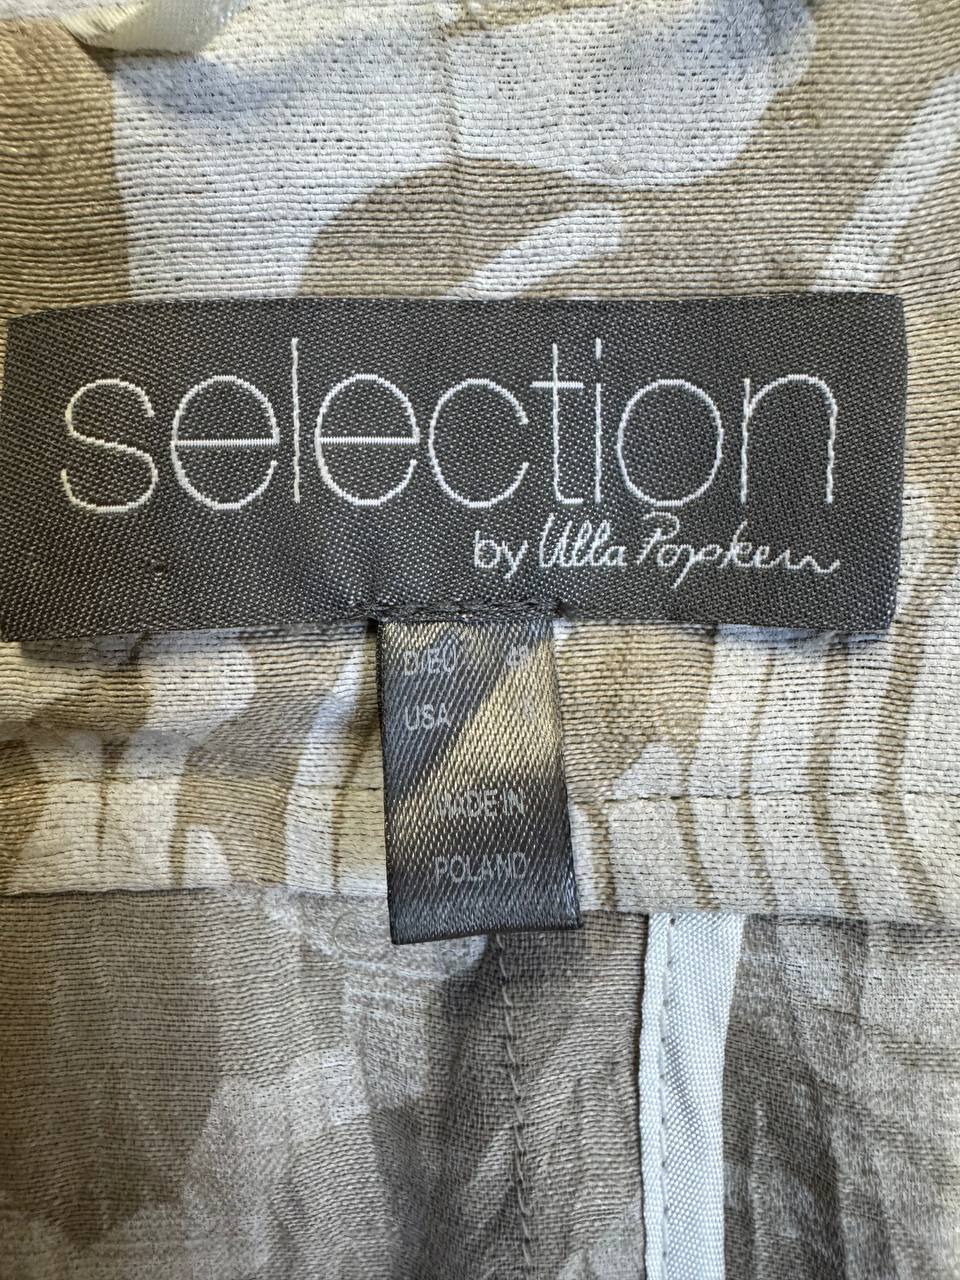 selection
by Ulla Popken
D/EU
USA
MADE IN
POLAND